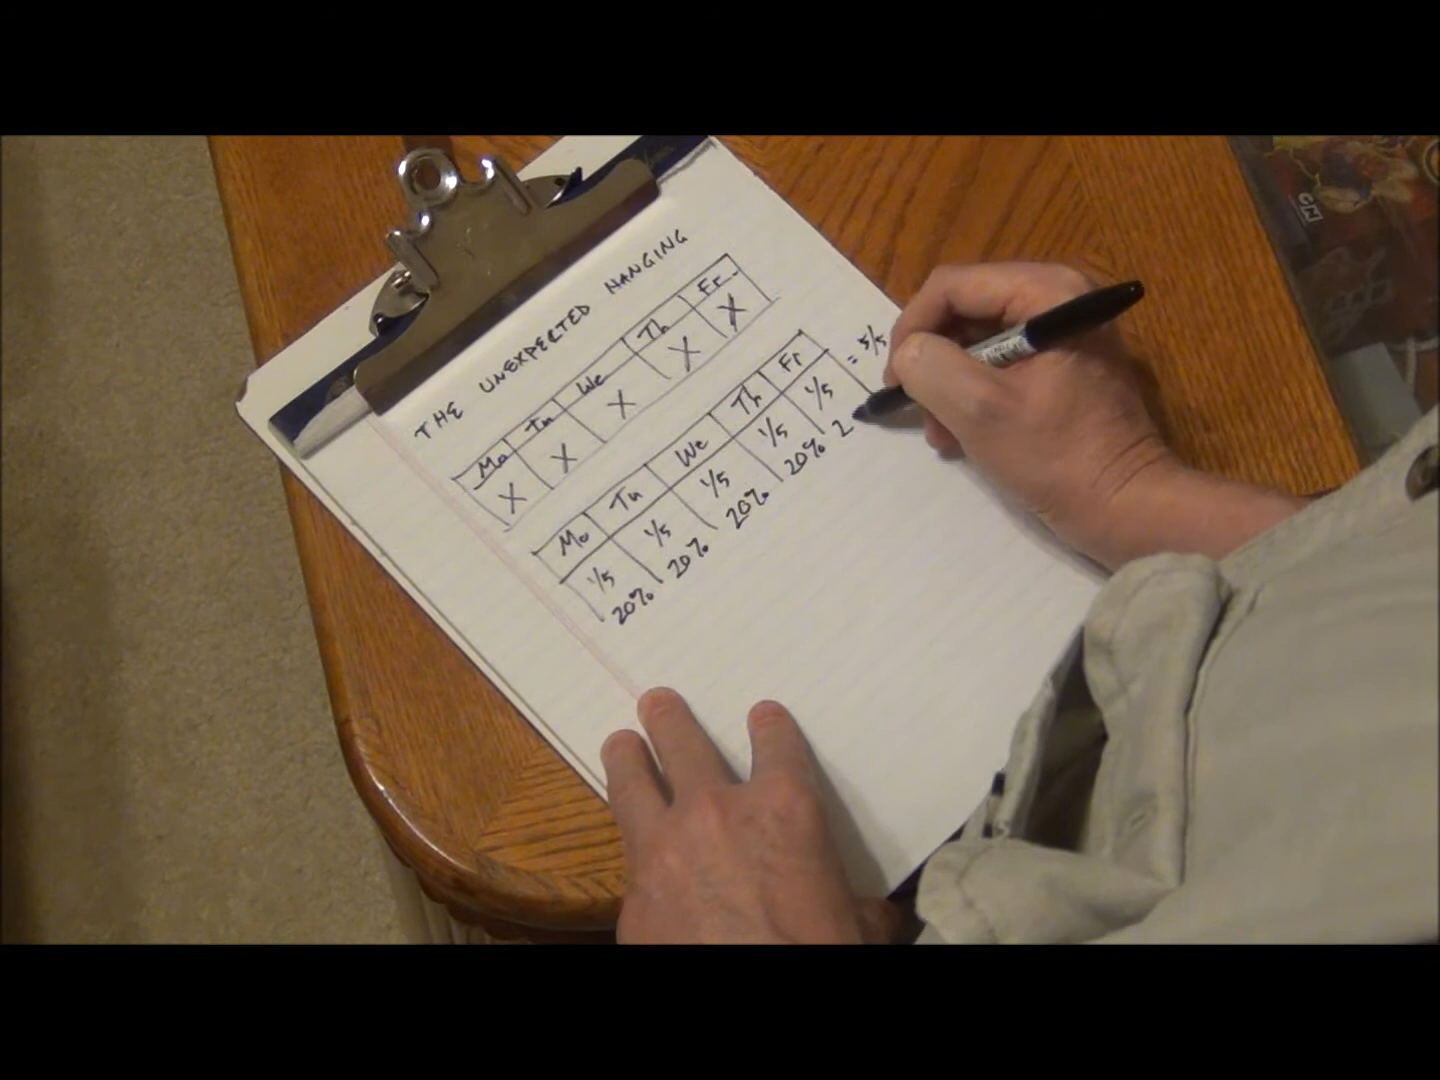 THE UNEXPECTED HANGING
Mo Tu We Th Fr
X X X X X
Mo Tu We Th Fr
1/5 1/5 1/5 1/5 1/5 = 5/5
20% 20% 20% 20% 2
CN